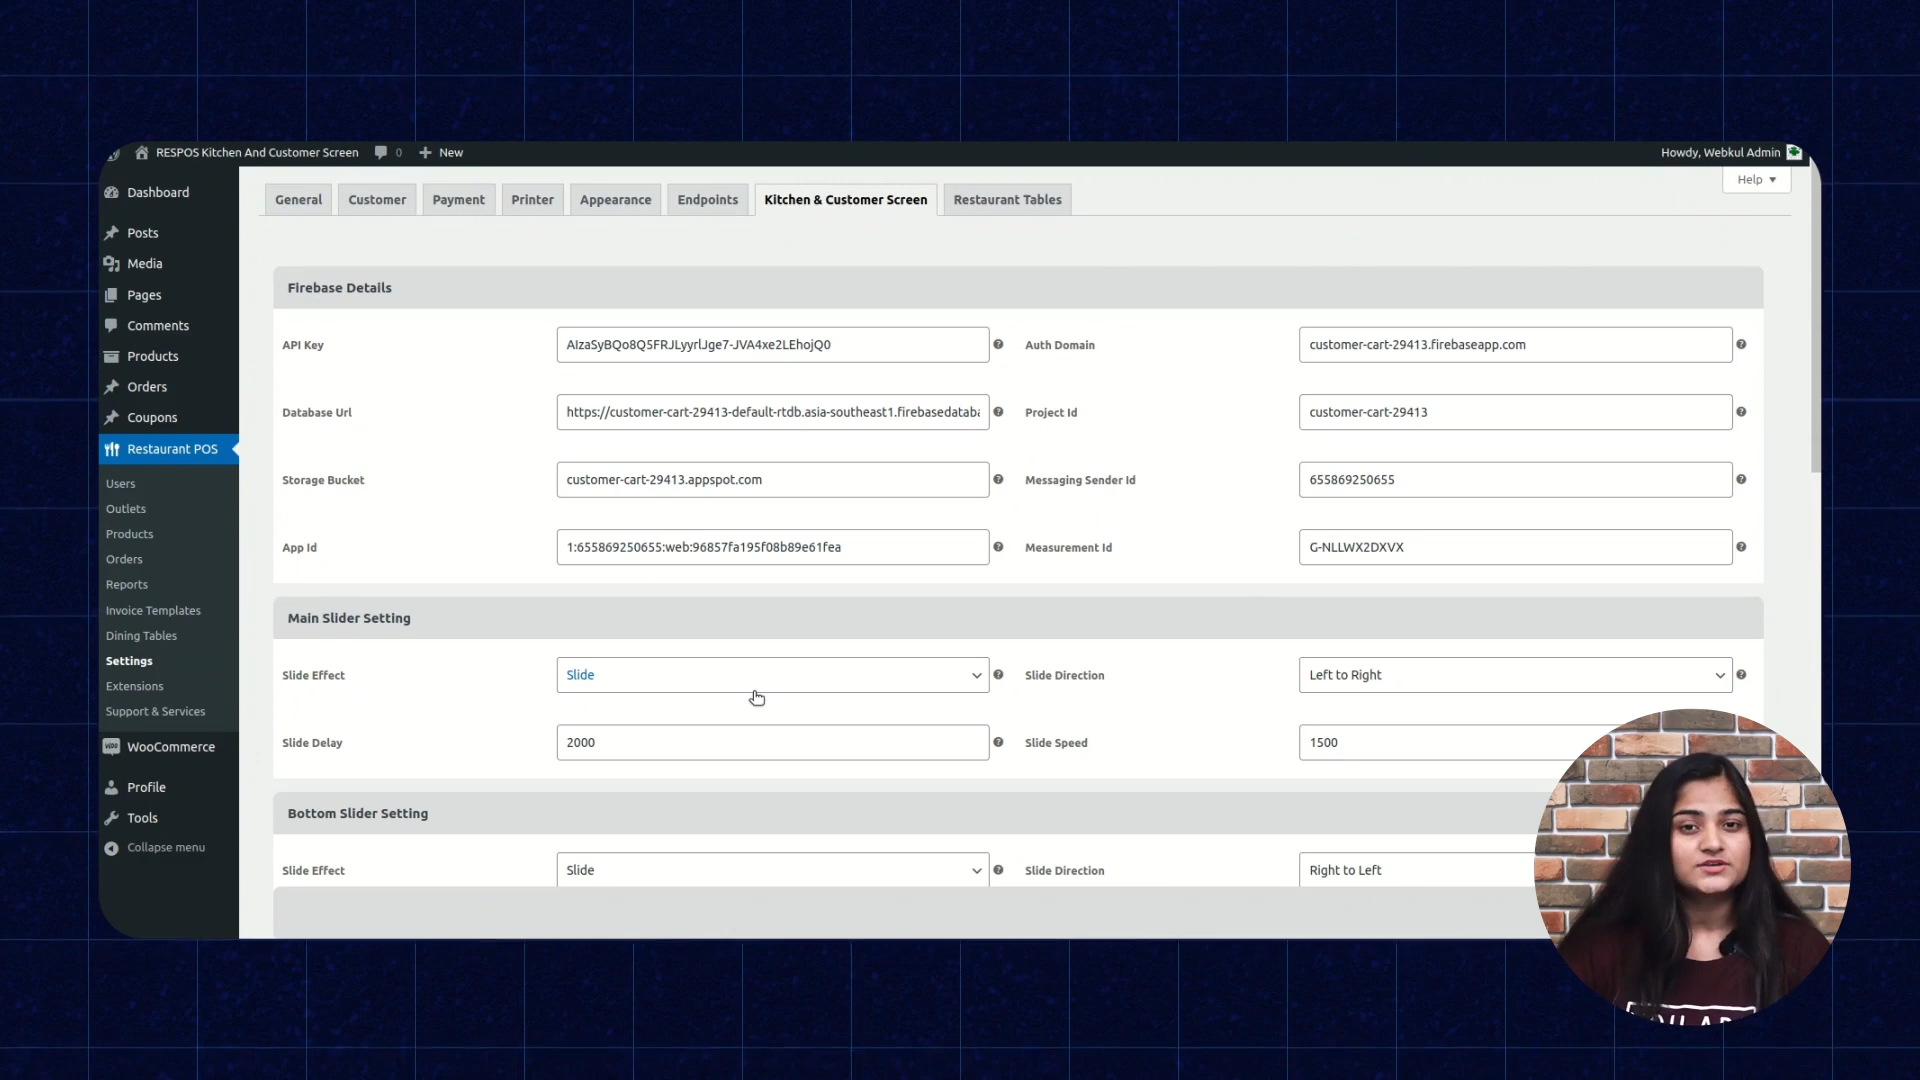 RESPOS Kitchen And Customer Screen 0 New Howdy, Webkul Admin
Help
Dashboard
Posts
Media
Pages
Comments
Products
Orders
Coupons
Restaurant POS
Users
Outlets
Products
Orders
Reports
Invoice Templates
Dining Tables
Settings
Extensions
Support & Services
WooCommerce
Profile
Tools
Collapse menu
General Customer Payment Printer Appearance Endpoints Kitchen & Customer Screen Restaurant Tables
Firebase Details
API Key AIzaSyBQo8Q5FRJLyyrlJge7-JVA4xe2LEhojQ0 Auth Domain customer-cart-29413.firebaseapp.com
Database Url https://customer-cart-29413-default-rtdb.asia-southeast1.firebasedataba Project Id customer-cart-29413
Storage Bucket customer-cart-29413.appspot.com Messaging Sender Id 655869250655
App Id 1:655869250655:web:96857fa195f08b89e61fea Measurement Id G-NLLWX2DXVX
Main Slider Setting
Slide Effect Slide Slide Direction Left to Right
Slide Delay 2000 Slide Speed 1500
Bottom Slider Setting
Slide Effect Slide Slide Direction Right to Left